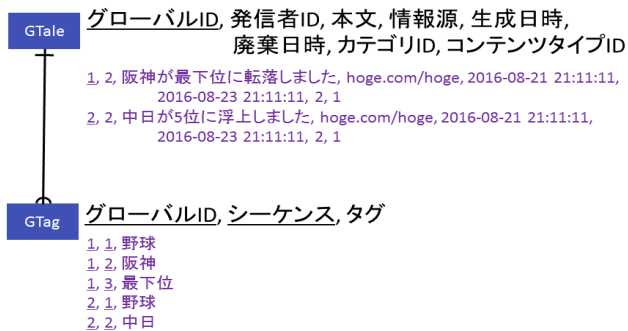 GTale
グローバルID, 発信者ID, 本文, 情報源, 生成日時,
廃棄日時, カテゴリID, コンテンツタイプID
1, 2, 阪神が最下位に転落しました, hoge.com/hoge, 2016-08-21 21:11:11,
2016-08-23 21:11:11, 2, 1
2, 2, 中日が5位に浮上しました, hoge.com/hoge, 2016-08-21 21:11:11,
2016-08-23 21:11:11, 2, 1
GTag
グローバルID, シーケンス, タグ
1, 1, 野球
1, 2, 阪神
1, 3, 最下位
2, 1, 野球
2, 2, 中日